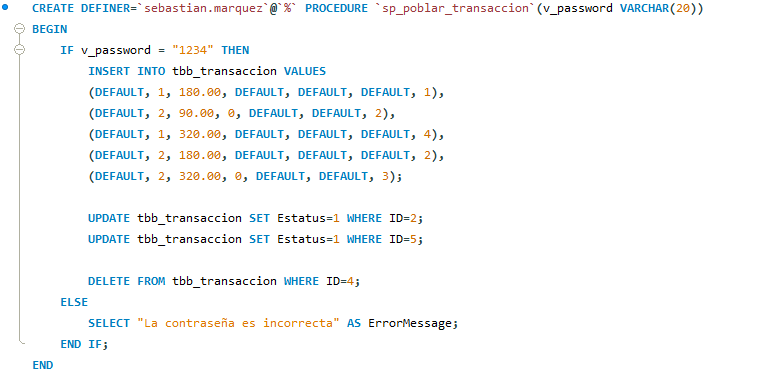 CREATE DEFINER=`sebastian.marquez`@`%` PROCEDURE `sp_poblar_transaccion`(v_password VARCHAR(20))
BEGIN
    IF v_password = "1234" THEN
        INSERT INTO tbb_transaccion VALUES
        (DEFAULT, 1, 180.00, DEFAULT, DEFAULT, DEFAULT, 1),
        (DEFAULT, 2, 90.00, 0, DEFAULT, DEFAULT, 2),
        (DEFAULT, 1, 320.00, DEFAULT, DEFAULT, DEFAULT, 4),
        (DEFAULT, 2, 180.00, DEFAULT, DEFAULT, DEFAULT, 2),
        (DEFAULT, 2, 320.00, 0, DEFAULT, DEFAULT, 3);
        UPDATE tbb_transaccion SET Estatus=1 WHERE ID=2;
        UPDATE tbb_transaccion SET Estatus=1 WHERE ID=5;
        DELETE FROM tbb_transaccion WHERE ID=4;
    ELSE
        SELECT "La contraseña es incorrecta" AS ErrorMessage;
    END IF;
END